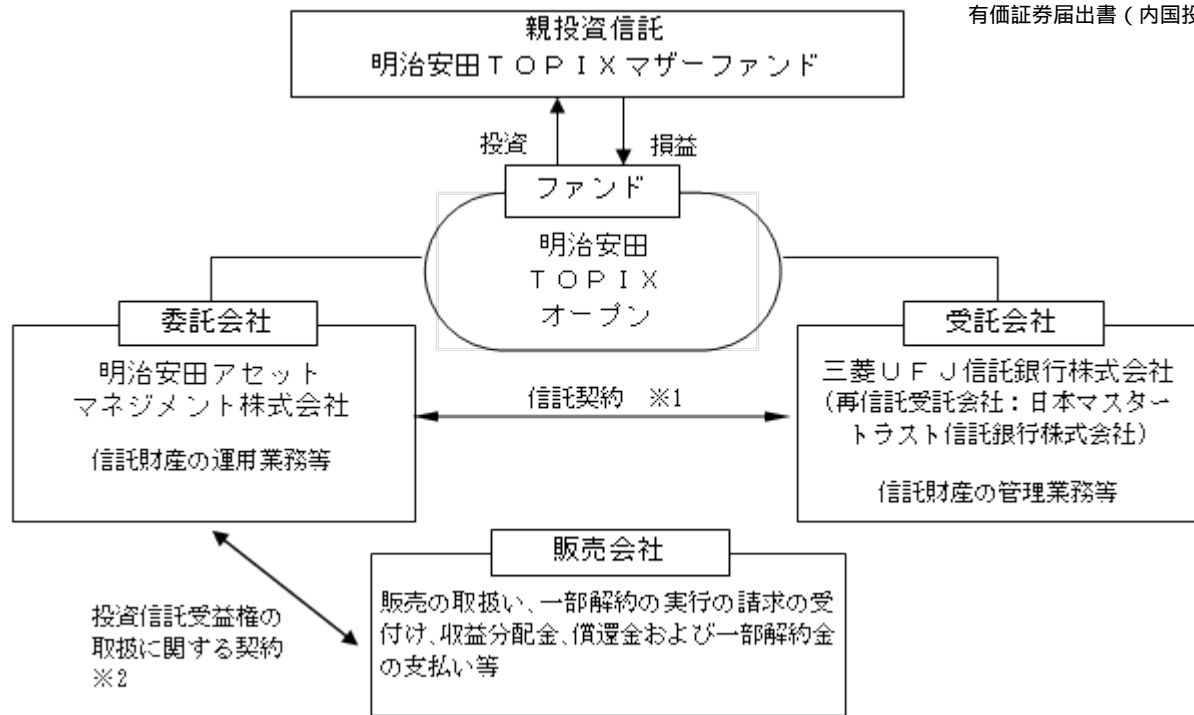 有価証券届出書（内国投
親投資信託
明治安田ＴＯＰＩＸマザーファンド
投資
損益
ファンド
明治安田
ＴＯＰＩＸ
オープン
委託会社
明治安田アセット
マネジメント株式会社
信託財産の運用業務等
信託契約　※1
受託会社
三菱ＵＦＪ信託銀行株式会社
（再信託受託会社：日本マスタートラスト信託銀行株式会社）
信託財産の管理業務等
販売会社
販売の取扱い、一部解約の実行の請求の受
付け、収益分配金、償還金および一部解約金
の支払い等
投資信託受益権の
取扱に関する契約
※2